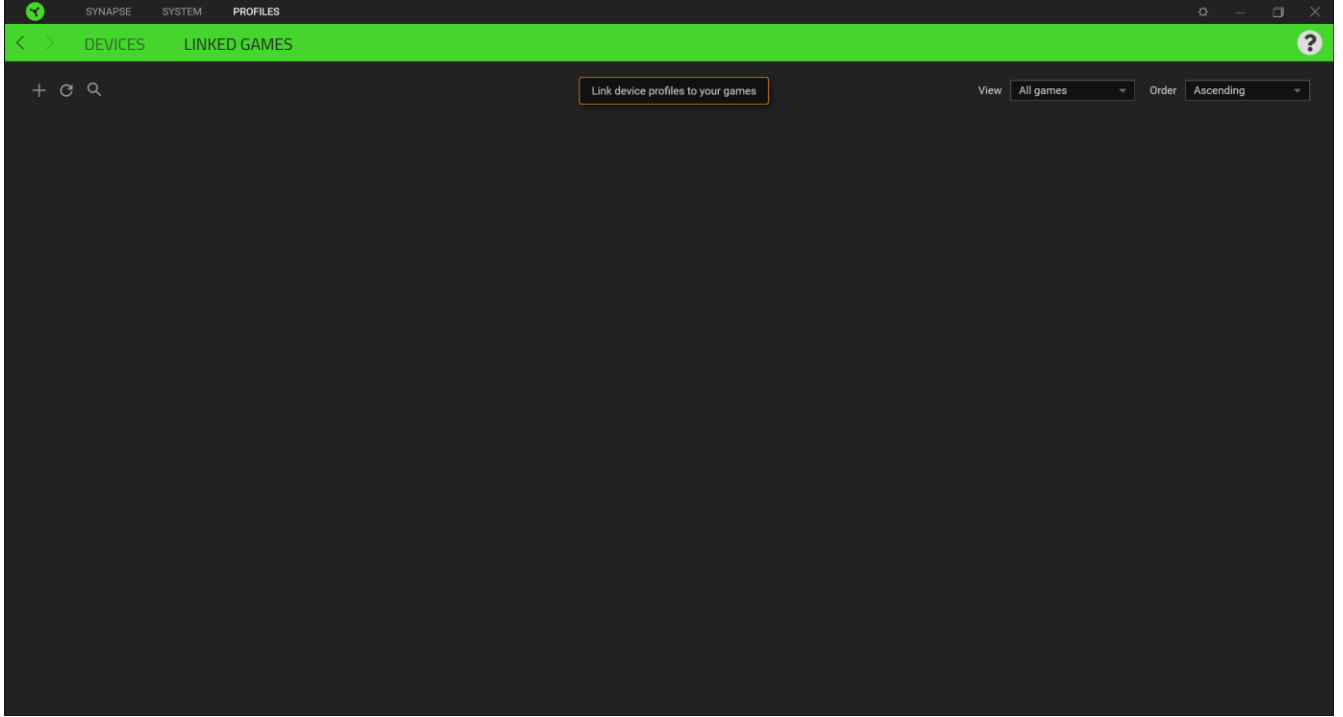 SYNAPSE SYSTEM PROFILES
DEVICES LINKED GAMES ?
Link device profiles to your games View All games Order Ascending